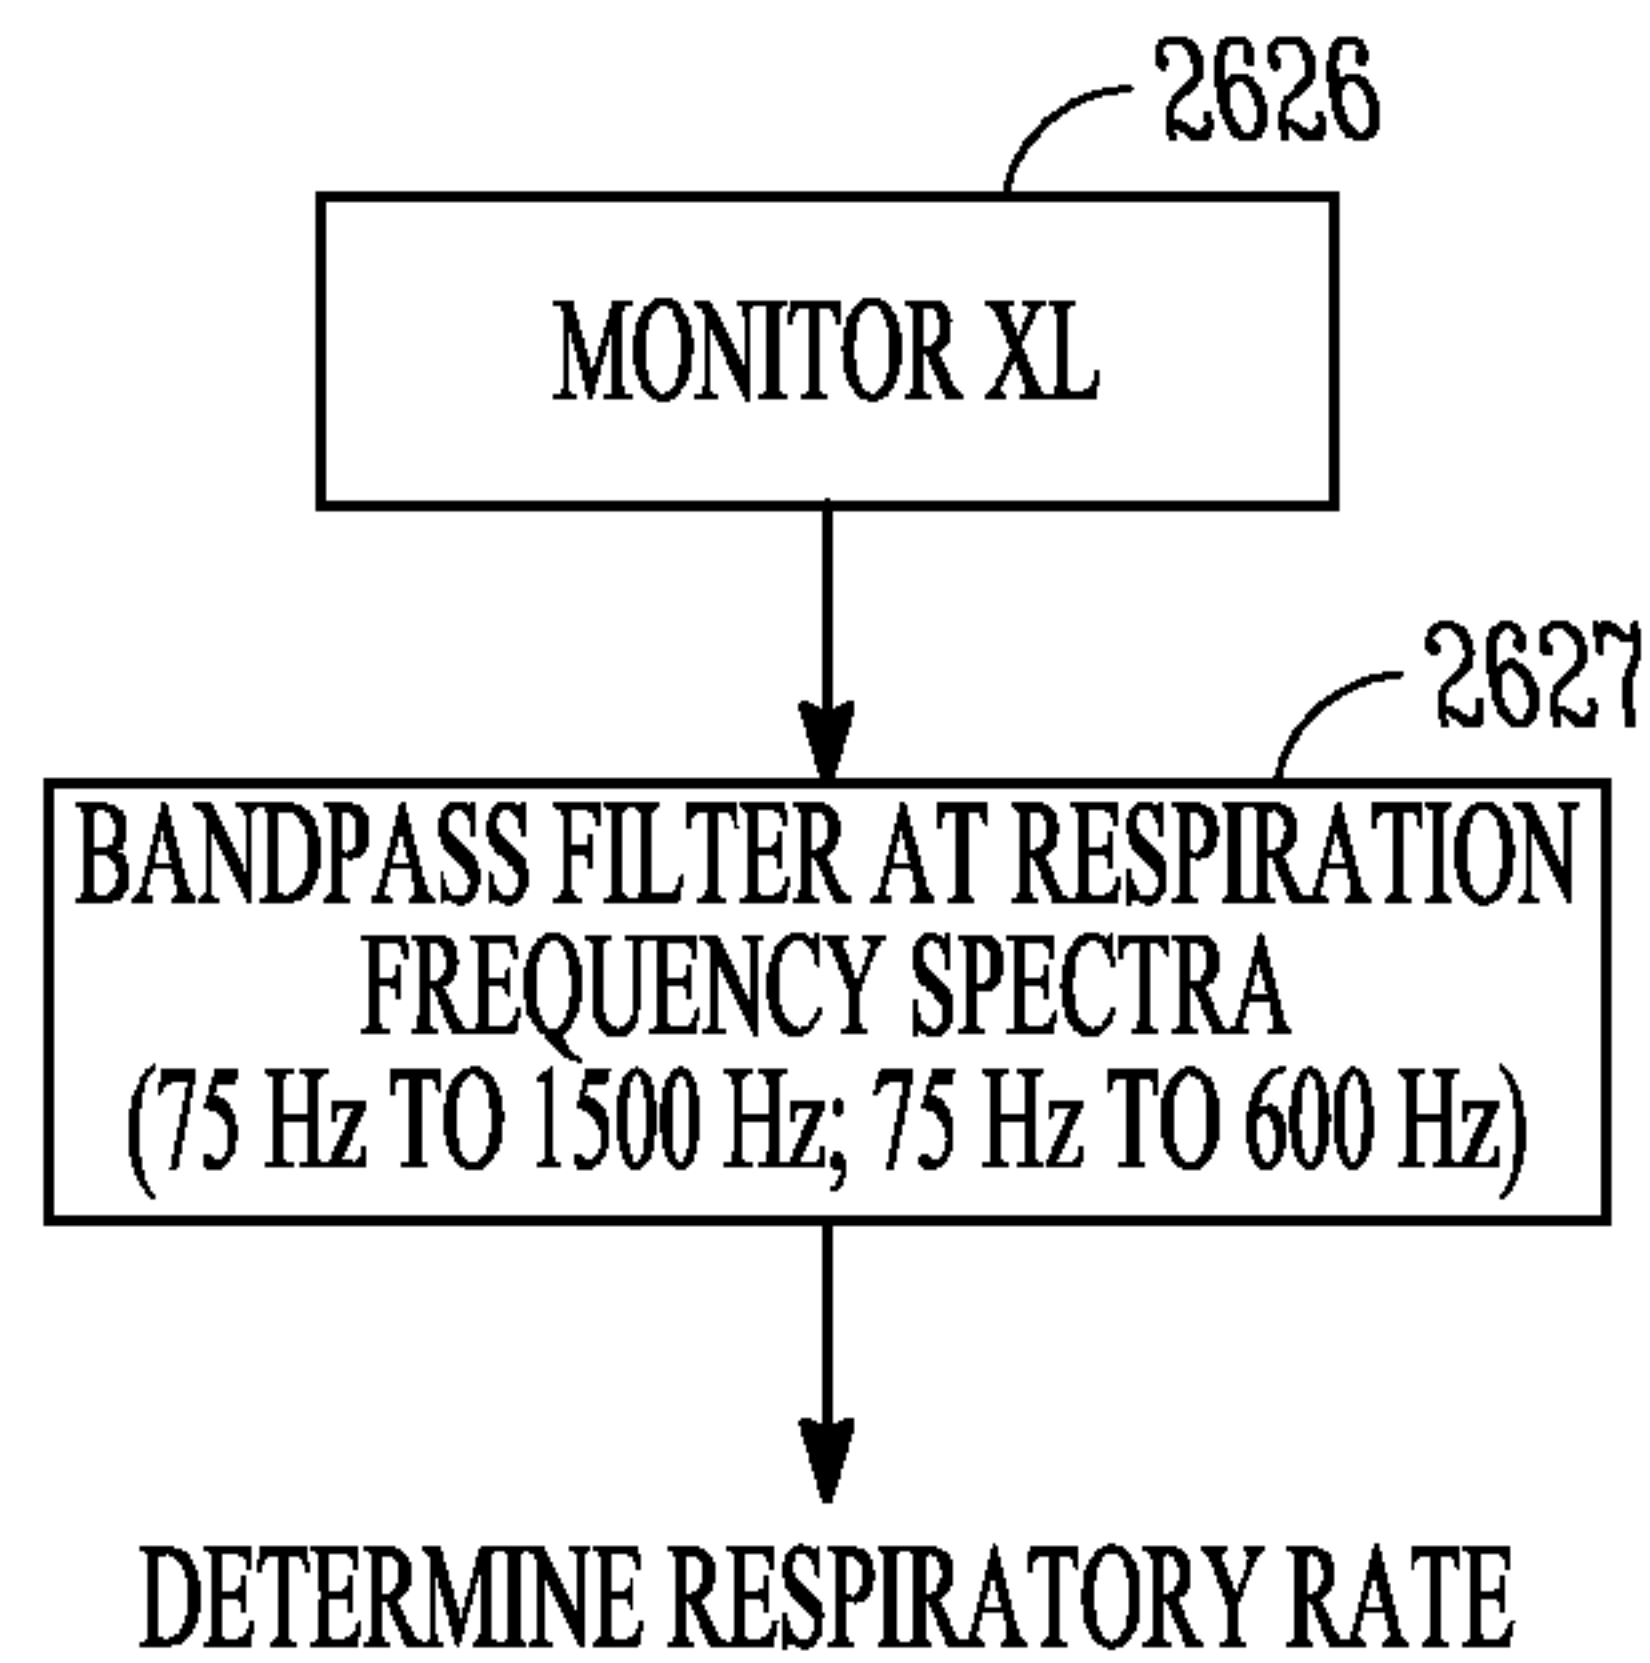 2626
MONITOR XL
2627
BANDPASS FILTER AT RESPIRATION
FREQUENCY SPECTRA
(75 Hz TO 1500 Hz; 75 Hz TO 600 Hz)
DETERMINE RESPIRATORY RATE